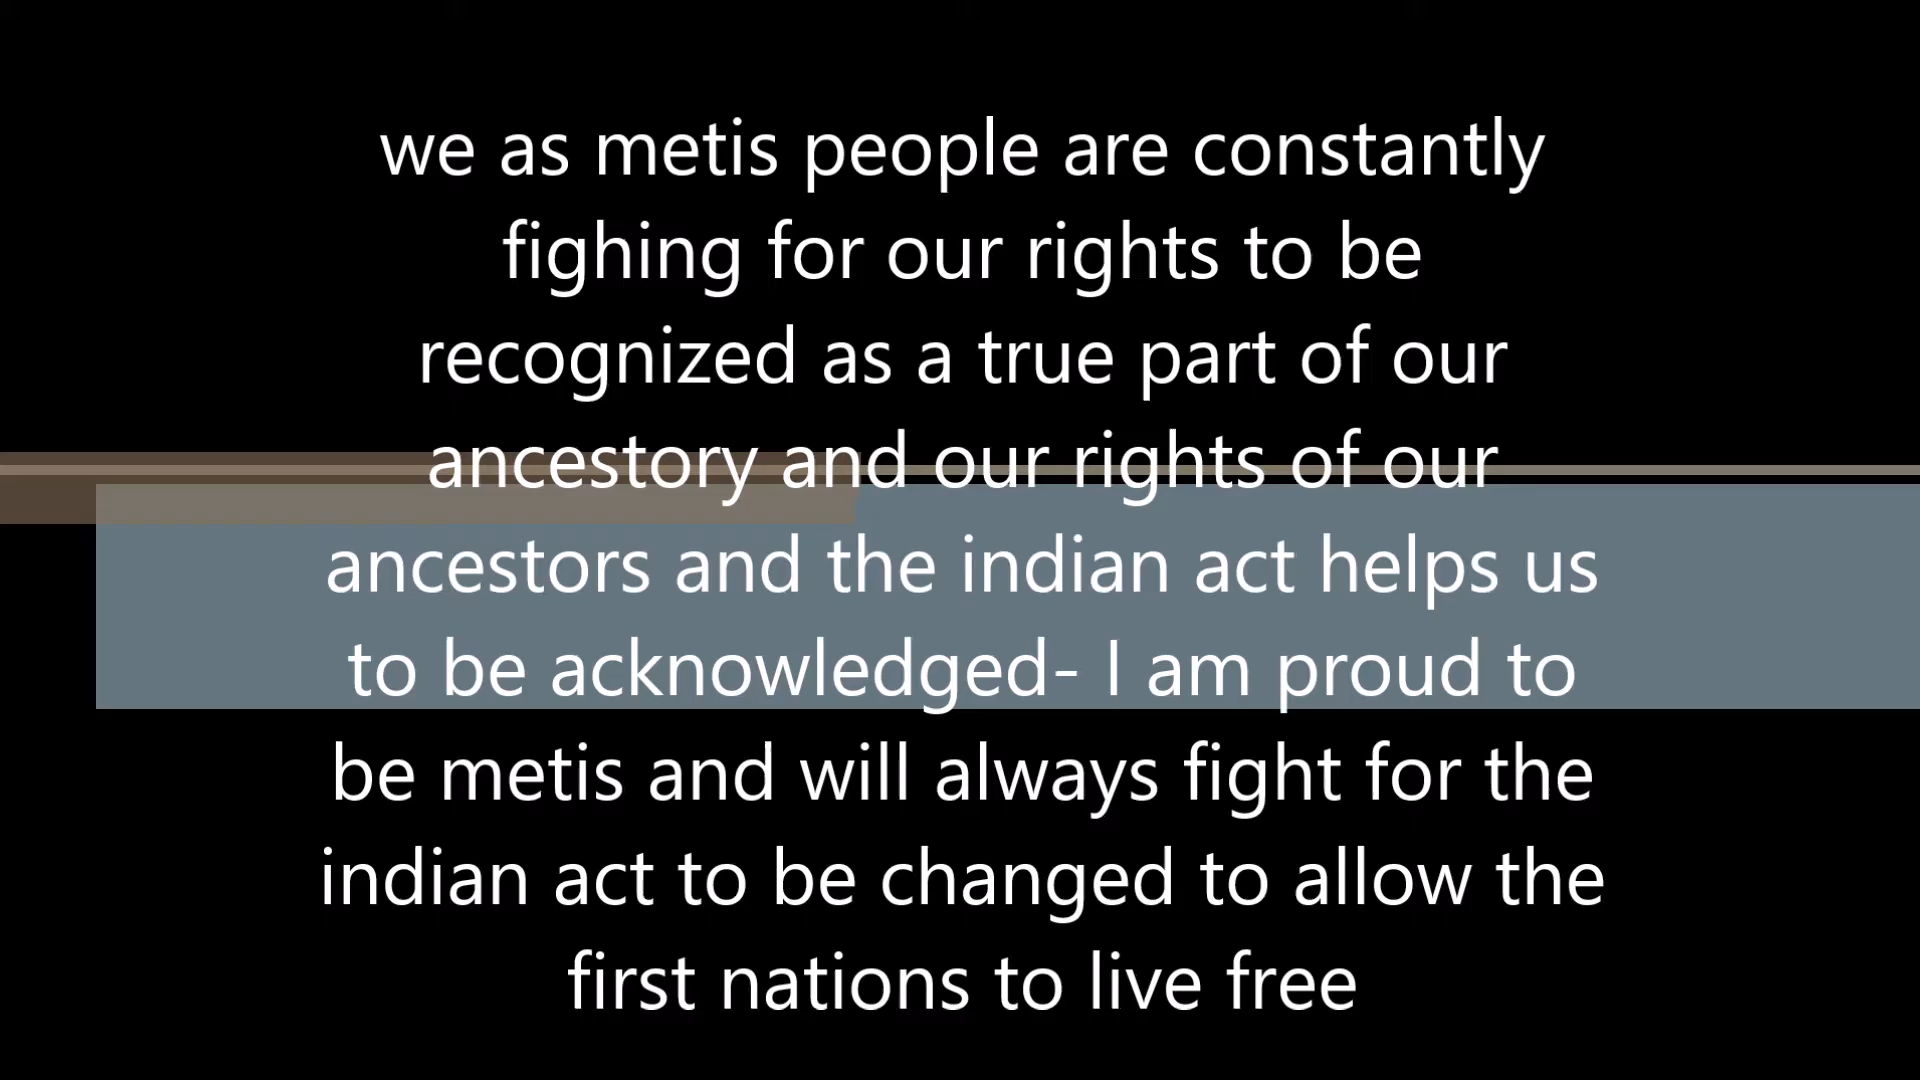 we as metis people are constantly
fighing for our rights to be
recognized as a true part of our
ancestory and our rights of our
ancestors and the indian act helps us
to be acknowledged- I am proud to
be metis and will always fight for the
indian act to be changed to allow the
first nations to live free